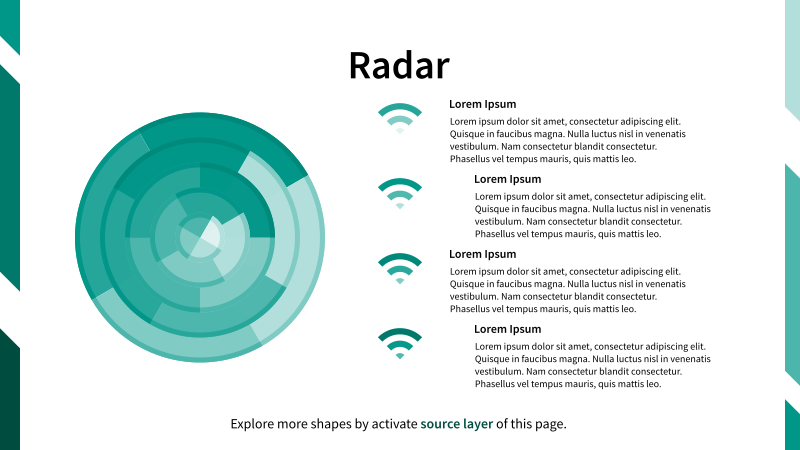 Radar
Lorem Ipsum
Lorem ipsum dolor sit amet, consectetur adipiscing elit.
Quisque in faucibus magna. Nulla luctus nisl in venenatis
vestibulum. Nam consectetur blandit consectetur.
Phasellus vel tempus mauris, quis mattis leo.
Lorem Ipsum
Lorem ipsum dolor sit amet, consectetur adipiscing elit.
Quisque in faucibus magna. Nulla luctus nisl in venenatis
vestibulum. Nam consectetur blandit consectetur.
Phasellus vel tempus mauris, quis mattis leo.
Lorem Ipsum
Lorem ipsum dolor sit amet, consectetur adipiscing elit.
Quisque in faucibus magna. Nulla luctus nisl in venenatis
vestibulum. Nam consectetur blandit consectetur.
Phasellus vel tempus mauris, quis mattis leo.
Lorem Ipsum
Lorem ipsum dolor sit amet, consectetur adipiscing elit.
Quisque in faucibus magna. Nulla luctus nisl in venenatis
vestibulum. Nam consectetur blandit consectetur.
Phasellus vel tempus mauris, quis mattis leo.
Explore more shapes by activate source layer of this page.